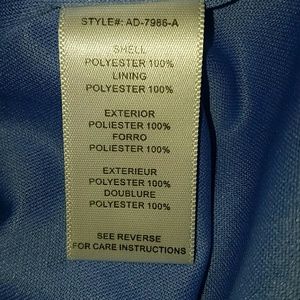 STYLE#: AD-7986-A
SHELL
POLYESTER 100%
LINING
POLYESTER 100%
EXTERIOR
POLIESTER 100%
FORRO
POLIESTER 100%
EXTERIEUR
POLYESTER 100%
DOUBLURE
POLYESTER 100%
SEE REVERSE
FOR CARE INSTRUCTIONS